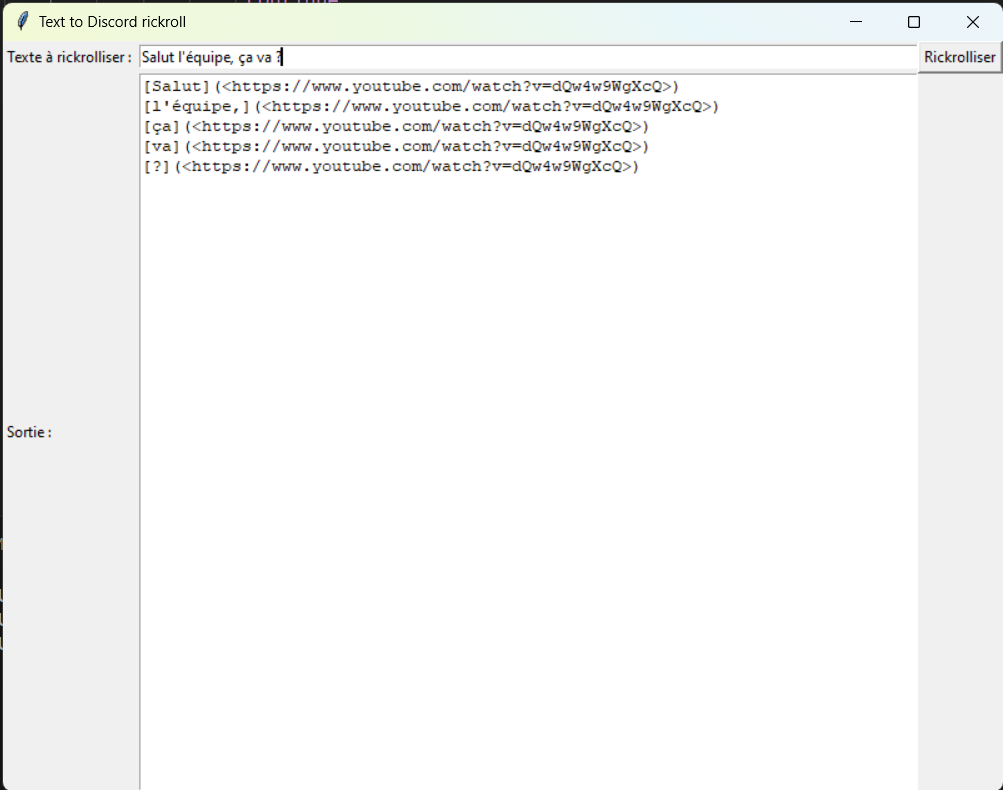 Text to Discord rickroll
Texte à rickrolliser : Salut l'équipe, ça va ? Rickrolliser
[Salut](<https://www.youtube.com/watch?v=dQw4w9WgXcQ>)
[l'équipe,](<https://www.youtube.com/watch?v=dQw4w9WgXcQ>)
[ça](<https://www.youtube.com/watch?v=dQw4w9WgXcQ>)
[va](<https://www.youtube.com/watch?v=dQw4w9WgXcQ>)
[?](<https://www.youtube.com/watch?v=dQw4w9WgXcQ>)
Sortie :